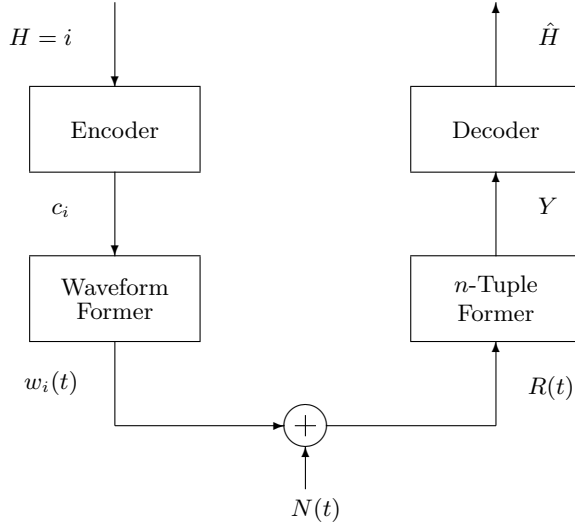 H = i
Ĥ
Encoder
Decoder
c_i
Y
Waveform
Former
n-Tuple
Former
w_i(t)
R(t)
+
N(t)